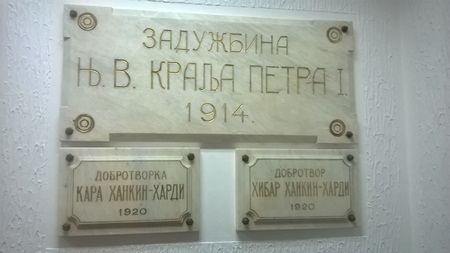 ЗАДУЖБИНА
Њ. В. КРАЉА ПЕТРА I.
1914.
ДОБРОТВОРКА
КАРА ХАНКИН-ХАРДИ
1920
ДОБРОТВОР
ХИБАР ХАНКИН-ХАРДИ
1920